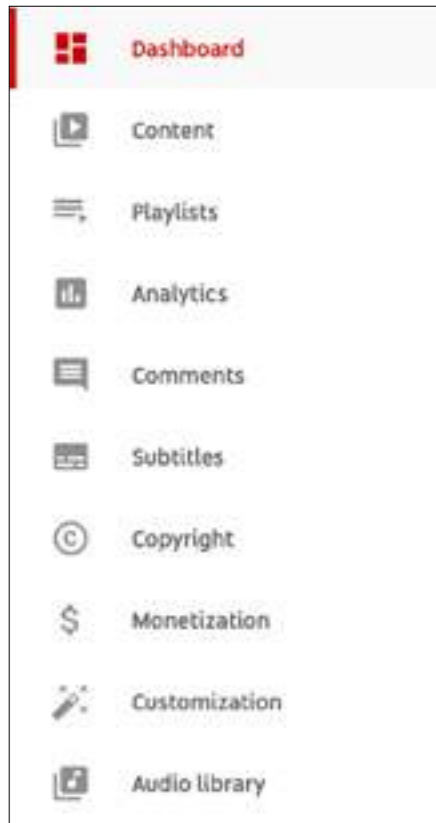 Dashboard
Content
Playlists
Analytics
Comments
Subtitles
Copyright
Monetization
Customization
Audio library